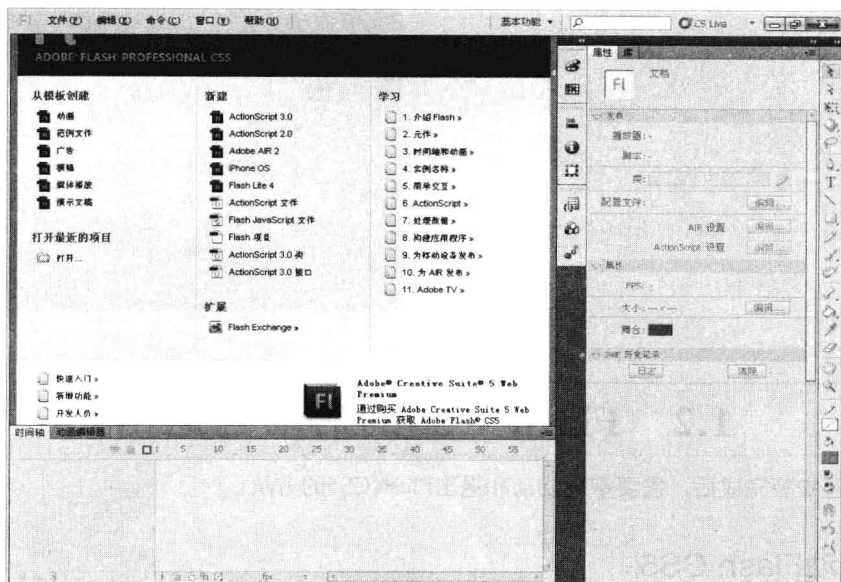 文件(F) 编辑(E) 命令(C) 窗口(W) 帮助(H) 基本功能 CS Live
ADOBE FLASH PROFESSIONAL CS5
从模板创建
动画
范例文件
广告
横幅
媒体播放
演示文稿
打开最近的项目
打开...
新建
ActionScript 3.0
ActionScript 2.0
Adobe AIR 2
iPhone OS
Flash Lite 4
ActionScript 文件
Flash JavaScript 文件
Flash 项目
ActionScript 3.0 类
ActionScript 3.0 接口
扩展
Flash Exchange »
学习
1. 介绍 Flash »
2. 元件 »
3. 时间轴和动画 »
4. 实例名称 »
5. 简单交互 »
6. ActionScript »
7. 处理数据 »
8. 构建应用程序 »
9. 为移动设备发布 »
10. 为 AIR 发布 »
11. Adobe TV »
快速入门 »
新增功能 »
开发人员 »
Fl
Adobe® Creative Suite® 5 Web
Premium
通过购买 Adobe Creative Suite 5 Web
Premium 获取 Adobe Flash® CS5
属性 库
Fl 文档
发布
播放器: -
脚本: -
类:
配置文件: 编辑...
AIR 设置 编辑...
ActionScript 设置 编辑...
属性
FPS: -
大小: --- x --- 编辑...
舞台:
SWF 历史记录
日志 清除
时间轴 动画编辑器
1 5 10 15 20 25 30 35 40 45 50 55
1.2